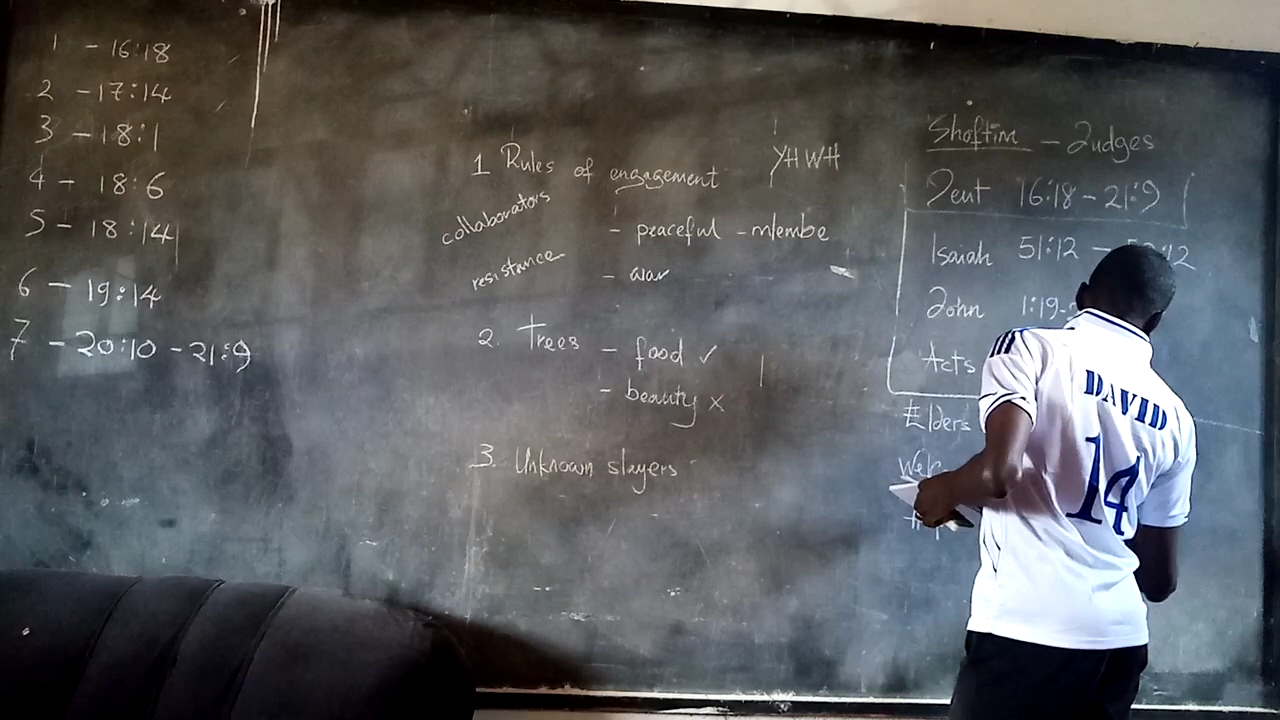 1 - 16:18
2 - 17:14
3 - 18:1
4 - 18:6
5 - 18:14
6 - 19:14
7 - 20:10 - 21:9
1 Rules of engagement
YHWH
collaborators
- peaceful - mlembe
resistance
- war
2. Trees - food ✓
- beauty x
3. Unknown slayers
Shoftim - Judges
Deut 16:18 - 21:9
Isaiah 51:12 - :12
John 1:19-
Acts
Elders
DAVID
14